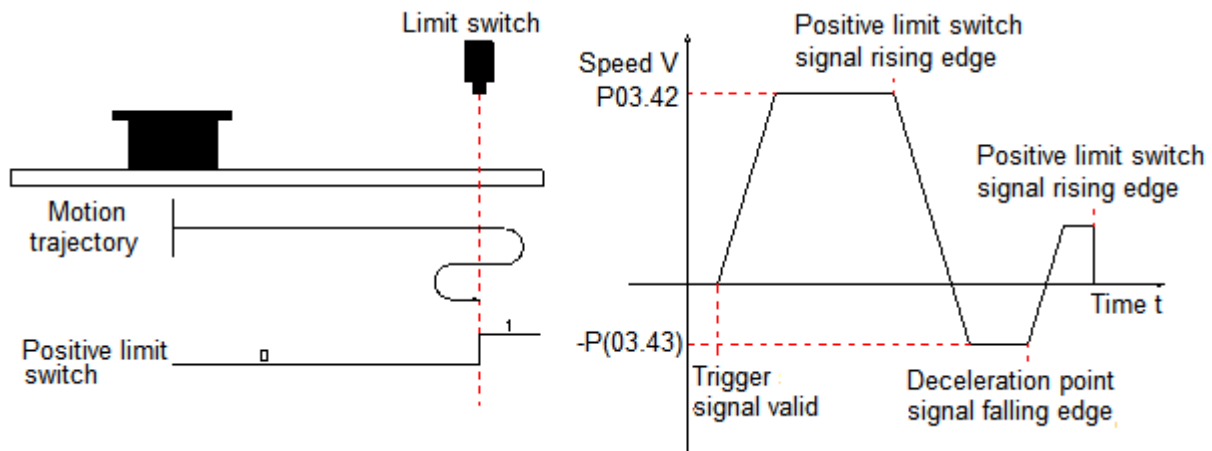 Limit switch
Motion
trajectory
Positive limit
switch
0
1
Positive limit switch
signal rising edge
Speed V
P03.42
Positive limit switch
signal rising edge
Time t
-P(03.43)
Trigger
signal valid
Deceleration point
signal falling edge